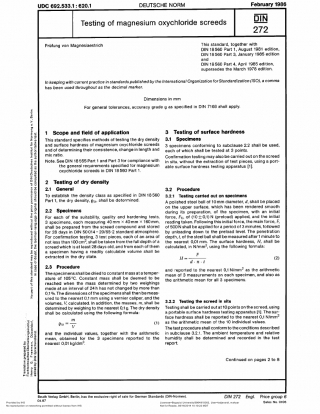 UDC 692.533.1 : 620.1
DEUTSCHE NORM
February 1986
Testing of magnesium oxychloride screeds
DIN
272
Prüfung von Magnesiaestrich
This standard, together with
DIN 18 560 Part 1, August 1981 edition,
DIN 18 560 Part 3, January 1985 edition
and
DIN 18 560 Part 4, April 1985 edition,
supersedes the March 1978 edition.
In keeping with current practice in standards published by the International Organization for Standardization (ISO), a comma
has been used throughout as the decimal marker.
Dimensions in mm
For general tolerances, accuracy grade g as specified in DIN 7168 shall apply.
1 Scope and field of application
This standard specifies methods of testing the dry density
and surface hardness of magnesium oxychloride screeds
and of determining their consistence, change in length and
mix ratio.
Note. See DIN 18 560 Part 1 and Part 3 for compliance with
the general requirements specified for magnesium
oxychloride screeds in DIN 18 560 Part 1.
2 Testing of dry density
2.1 General
To establish the density class as specified in DIN 18 560
Part 1, the dry density, shall be determined.
2.2 Specimens
For each of the suitability, and quality hardening tests,
3 specimens, each measuring 40 mm × 40 mm × 160 mm,
shall be prepared from the screed compound and stored
for 28 days in DIN 50 014 - 20/65-2 standard atmosphere.
For confirmation testing, 3 test pieces, each of an area of
not less than 100 cm², shall be taken from the full depth of a
screed which is at least 28 days old, and from each of them
a specimen having a readily calculable volume shall be
extracted in the dry state.
2.3 Procedure
The specimens shall be dried to constant mass at a temper-
ature of 105 °C. Constant mass shall be deemed to be
reached when the mass determined by two weighings
made at an interval of 24 h has not changed by more than
0,1 %. The dimensions of the specimens shall then be meas-
ured to the nearest 0,1 mm using a vernier caliper, and the
volumes, V, calculated. In addition, the masses, m, shall be
determined by weighing to the nearest 0,1 g. The dry density
shall be calculated using the following formula
(1)
and the individual values, together with the arithmetic
mean, obtained for the 3 specimens reported to the
nearest 0,01 kg/dm³.
3 Testing of surface hardness
3.1 Specimens
3 specimens conforming to subclause 2.2 shall be used,
each of which shall be tested at 3 points.
Confirmation testing may also be carried out on the screed
in situ, without the extraction of test pieces, using a port-
able surface hardness testing apparatus [1].
3.2 Procedure
3.2.1 Testing carried out on specimens
A polished steel ball of 10 mm diameter, d, shall be placed
on the upper surface, which has been rendered smooth
during its preparation, of the specimen, with an initial
force, of (10 ± 0,1) N (preload) applied, and the initial
reading taken. Following this initial force, the main force,
of 500 N shall be applied for a period of 3 minutes, followed
by unloading down to the preload level. The penetration
depth, t, of the steel ball shall be measured after 1 minute to
the nearest 0,01 mm. The surface hardness, H, shall be
calculated, in N/mm², using the following formula:
(2)
and reported to the nearest 0,1 N/mm² as the arithmetic
mean of 3 measurements on each specimen, and also as
the arithmetic mean for all 3 specimens.
3.2.2 Testing the screed in situ
Testing shall be carried out at 10 points on the screed, using
a portable surface hardness testing apparatus [1]. The sur-
face hardness shall be reported to the nearest 0,1 N/mm²
as the arithmetic mean of the 10 individual values.
The test procedure shall conform to the conditions described
in subclause 3.2.1. The ambient temperature and relative
humidity shall be determined and recorded in the test
report.
Continued on pages 2 to 8
Beuth Verlag GmbH, Berlin, has the exclusive right of sale for German Standards (DIN-Normen)
DIN 272 Engl. Price group 6